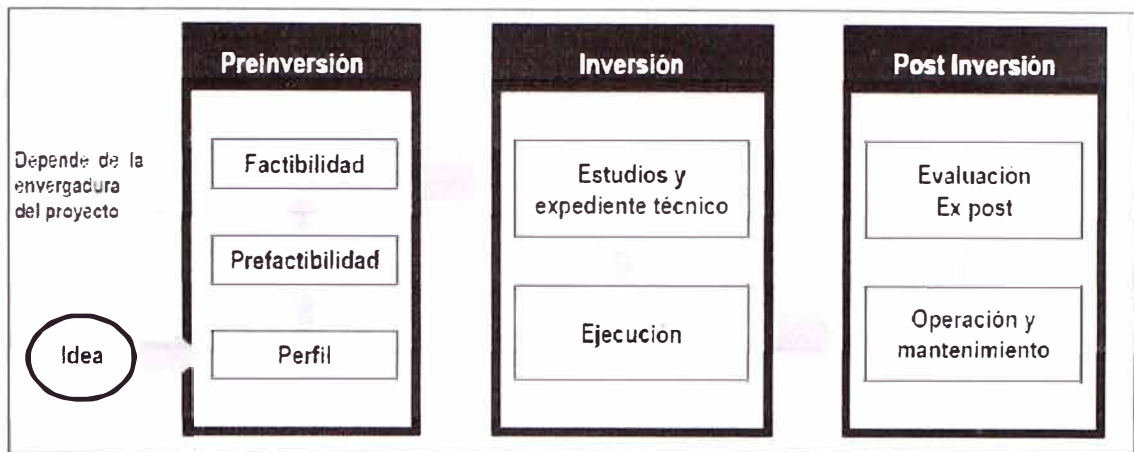 Preinversión
Inversión
Post Inversión
Depende de la
envergadura
del proyecto
Factibilidad
Prefactibilidad
Idea
Perfil
Estudios y
expediente técnico
Ejecución
Evaluación
Ex post
Operación y
mantenimiento